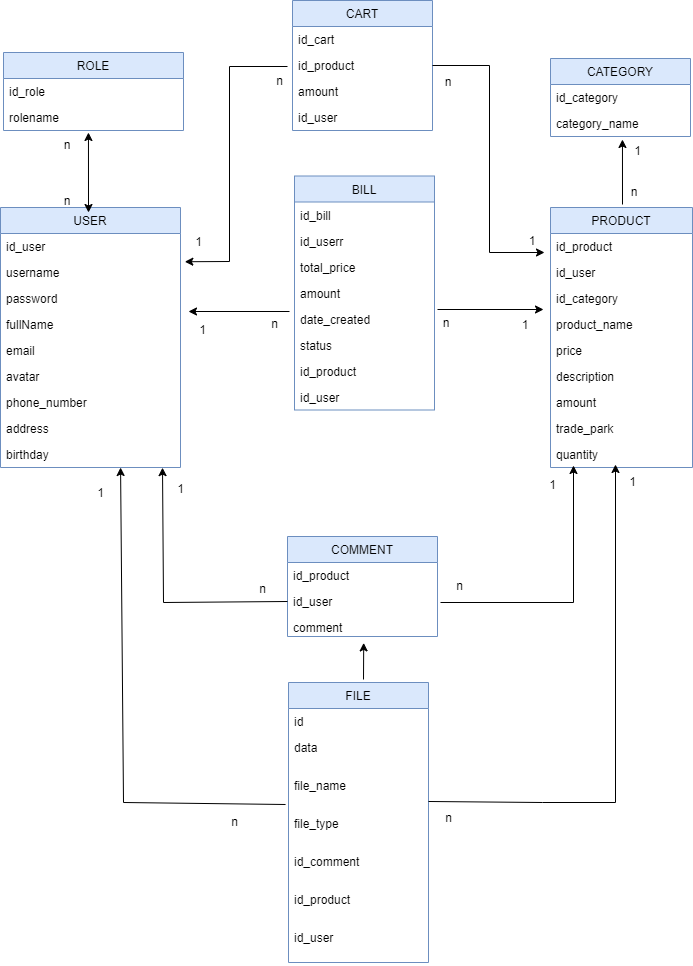 CART
id_cart
id_product
amount
id_user
n
n
1
1
ROLE
id_role
rolename
n
n
CATEGORY
id_category
category_name
1
n
USER
id_user
username
password
fullName
email
avatar
phone_number
address
birthday
BILL
id_bill
id_userr
total_price
amount
date_created
status
id_product
id_user
1
n
n
1
PRODUCT
id_product
id_user
id_category
product_name
price
description
amount
trade_park
quantity
1
1
1
1
COMMENT
id_product
id_user
comment
n
n
FILE
id
data
file_name
file_type
id_comment
id_product
id_user
n
n